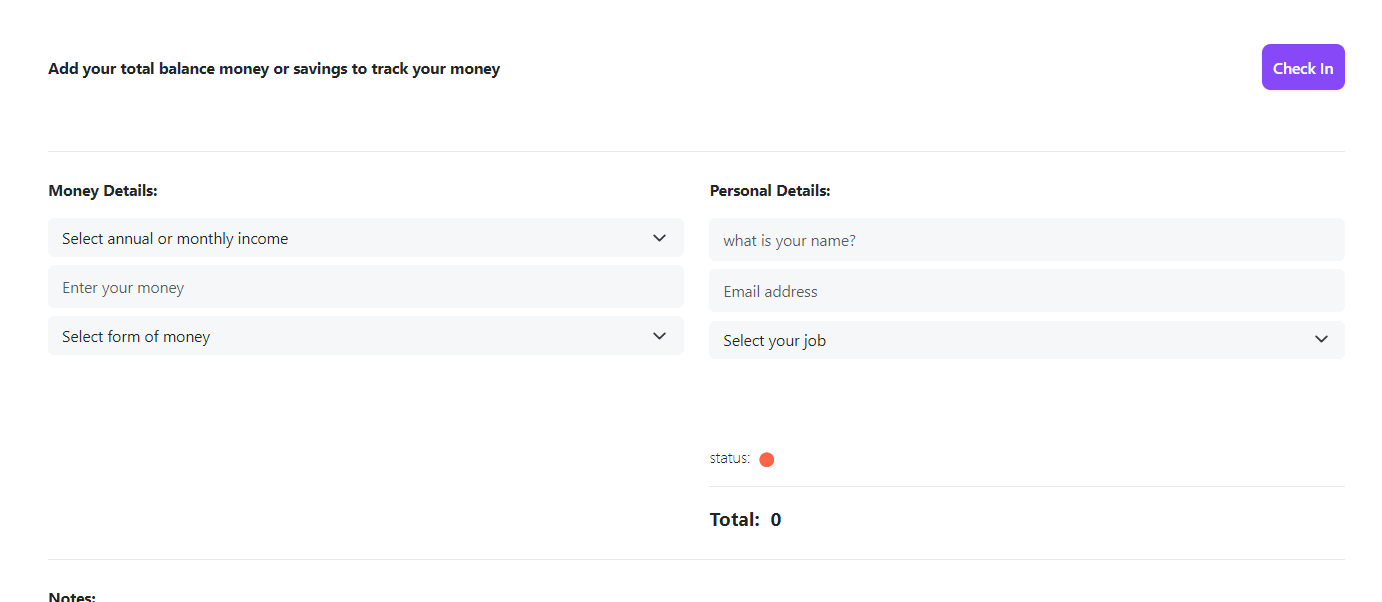 Add your total balance money or savings to track your money
Check In
Money Details:
Select annual or monthly income
Enter your money
Select form of money
Personal Details:
what is your name?
Email address
Select your job
status:
Total: 0
Notes: